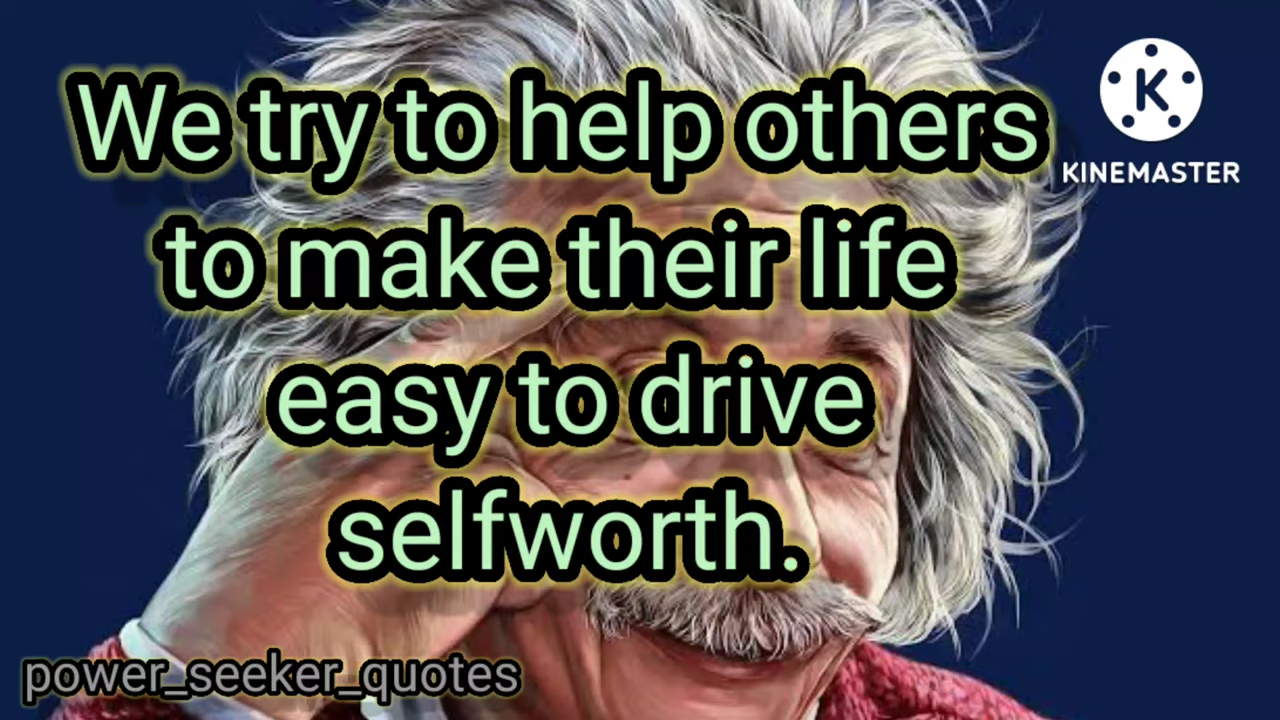 We try to help others
to make their life
easy to drive
selfworth.
K
KINEMASTER
power_seeker_quotes